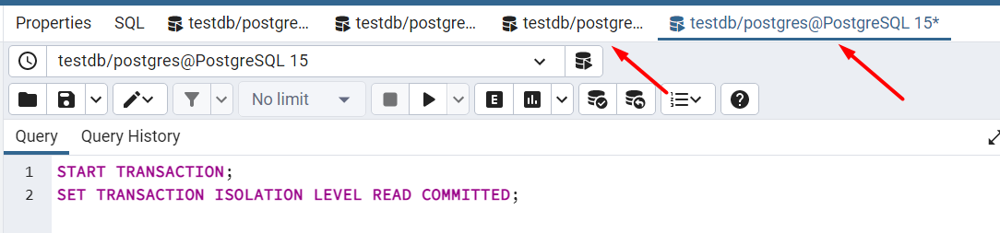 Properties SQL testdb/postgre... testdb/postgre... testdb/postgre... testdb/postgres@PostgreSQL 15*
testdb/postgres@PostgreSQL 15
No limit E
Query Query History
1 START TRANSACTION;
2 SET TRANSACTION ISOLATION LEVEL READ COMMITTED;